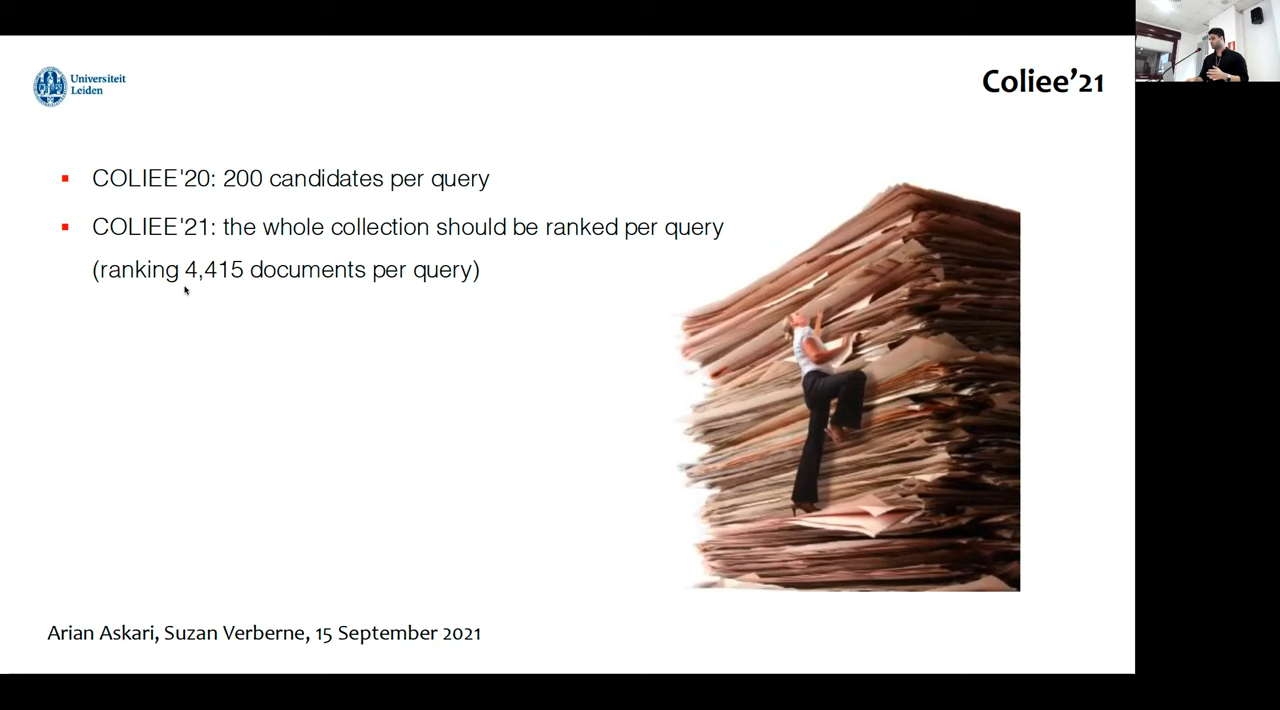 Universiteit
Leiden
Coliee'21
COLIEE'20: 200 candidates per query
COLIEE'21: the whole collection should be ranked per query
(ranking 4,415 documents per query)
Arian Askari, Suzan Verberne, 15 September 2021